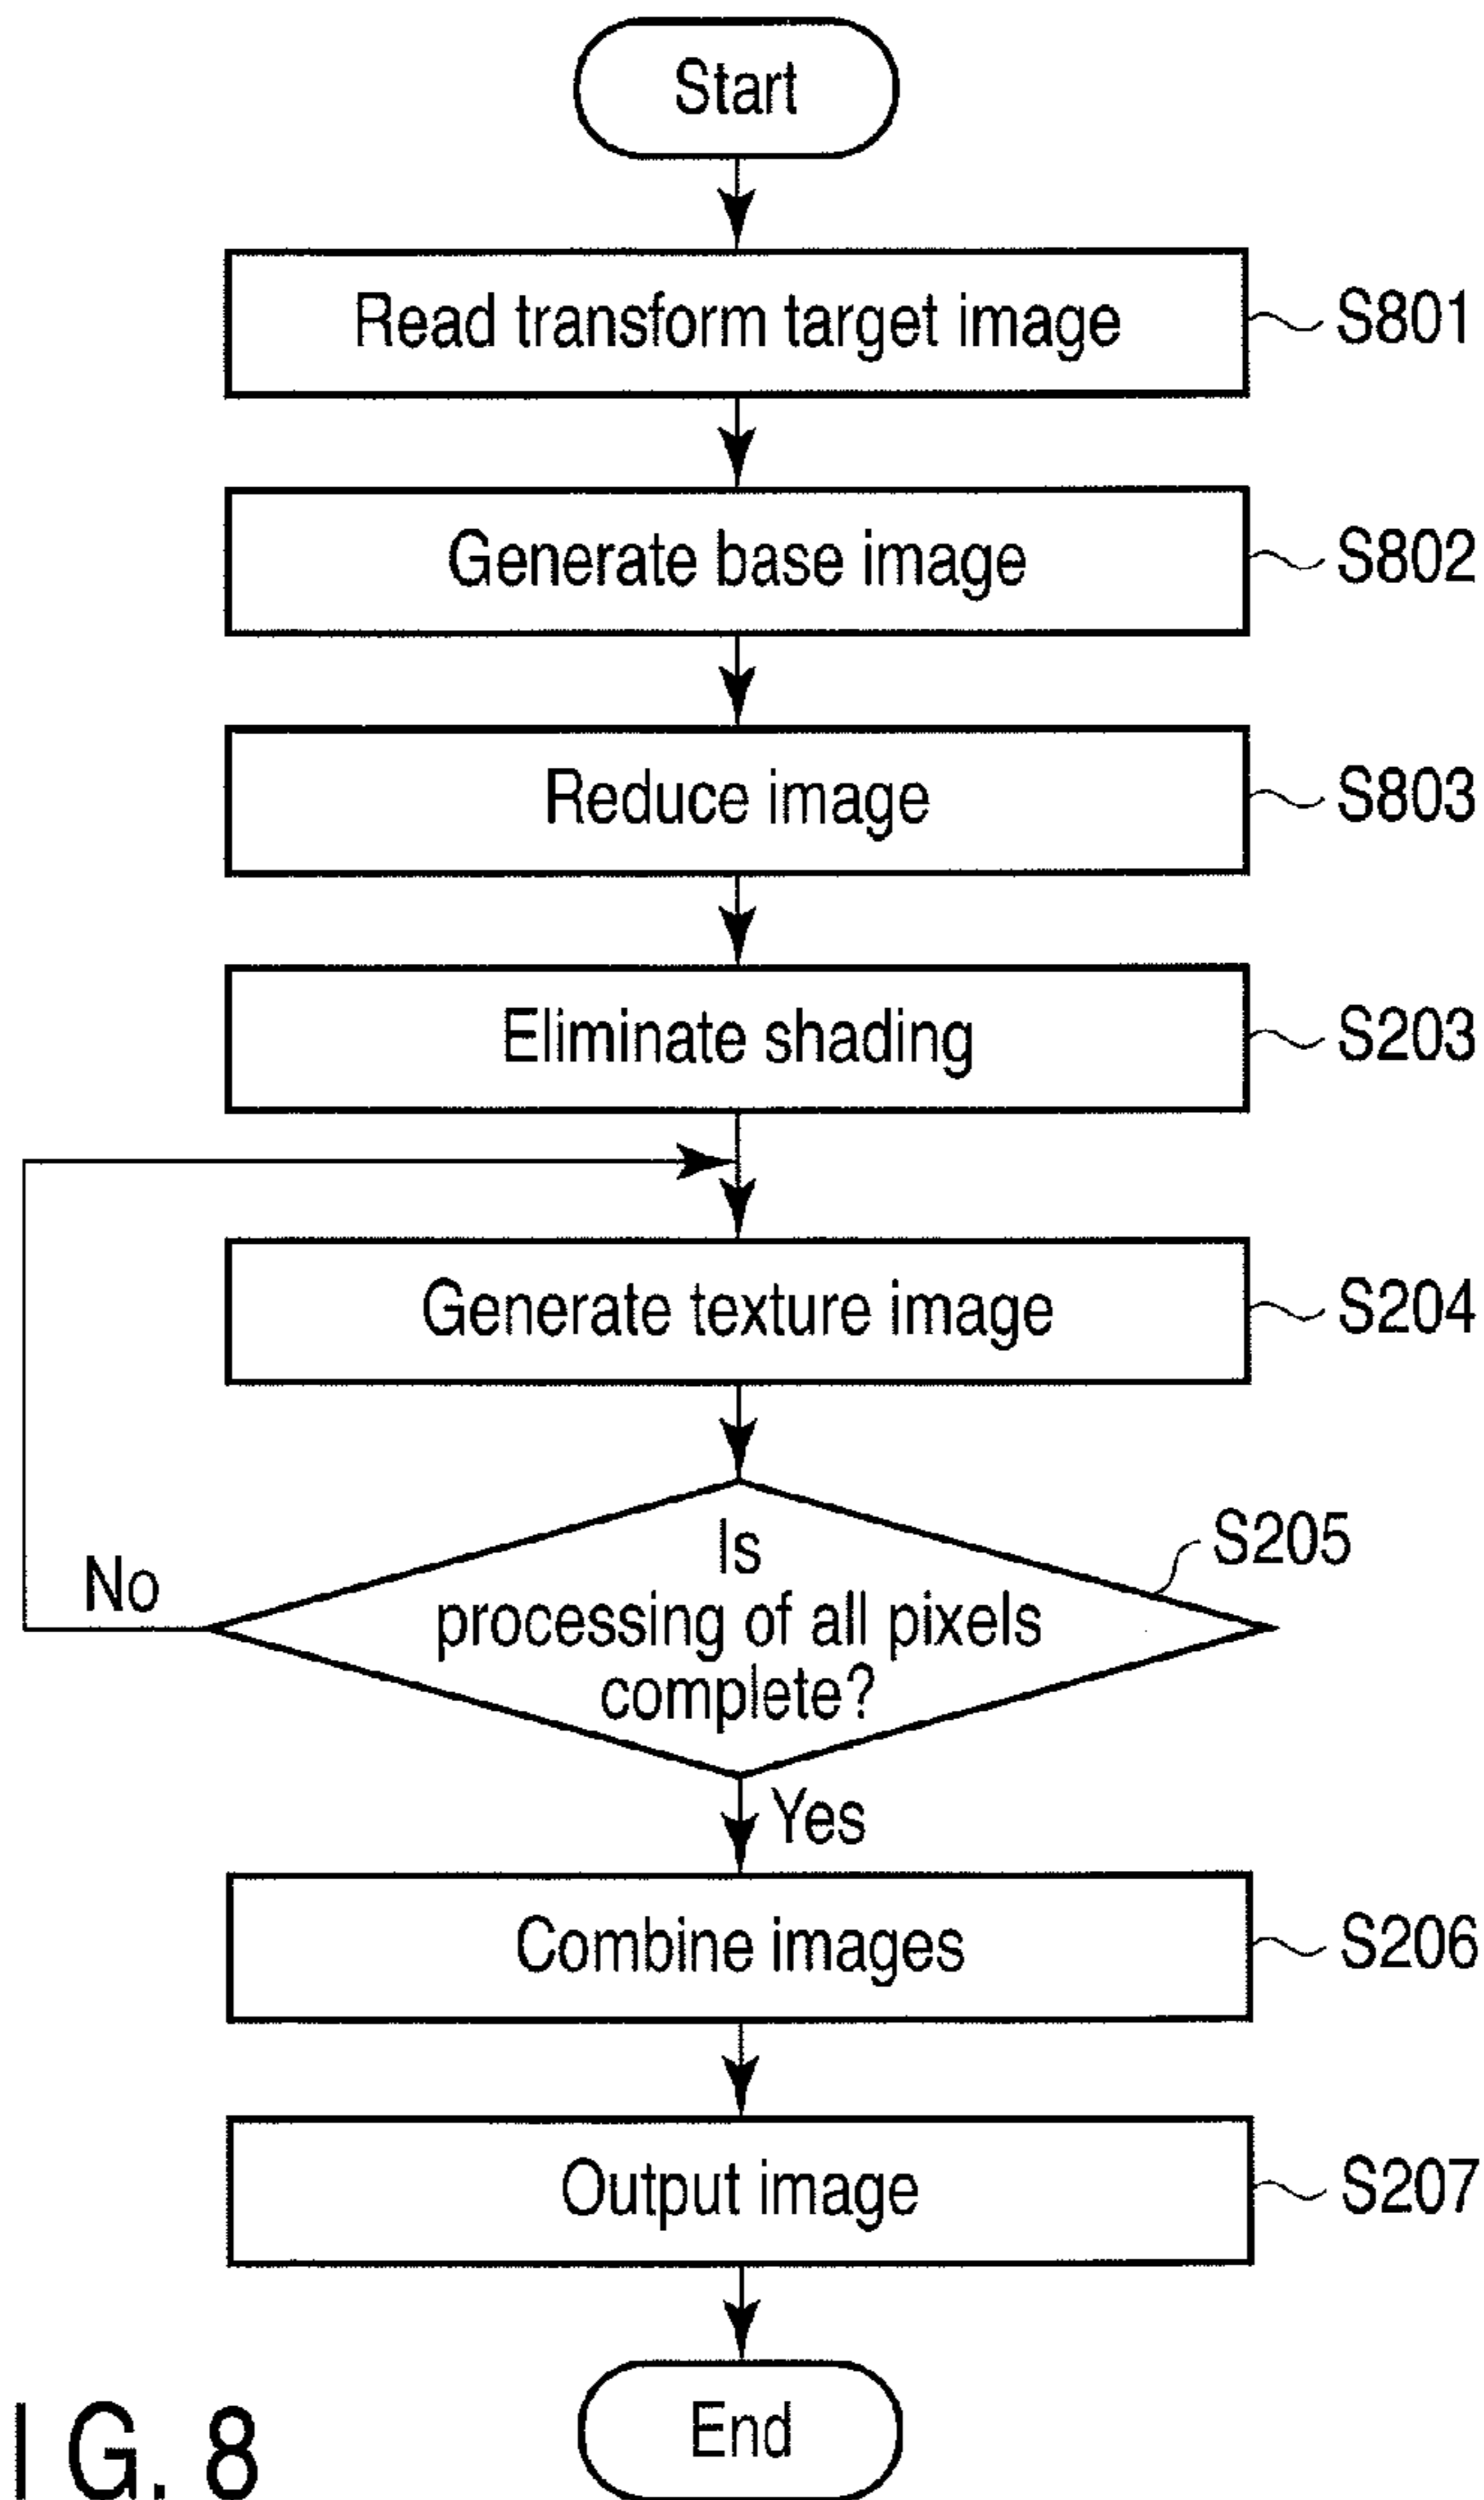 Start
Read transform target image
S801
Generate base image
S802
Reduce image
S803
Eliminate shading
S203
Generate texture image
S204
Is
processing of all pixels
complete?
S205
No
Yes
Combine images
S206
Output image
S207
End
IG. 8